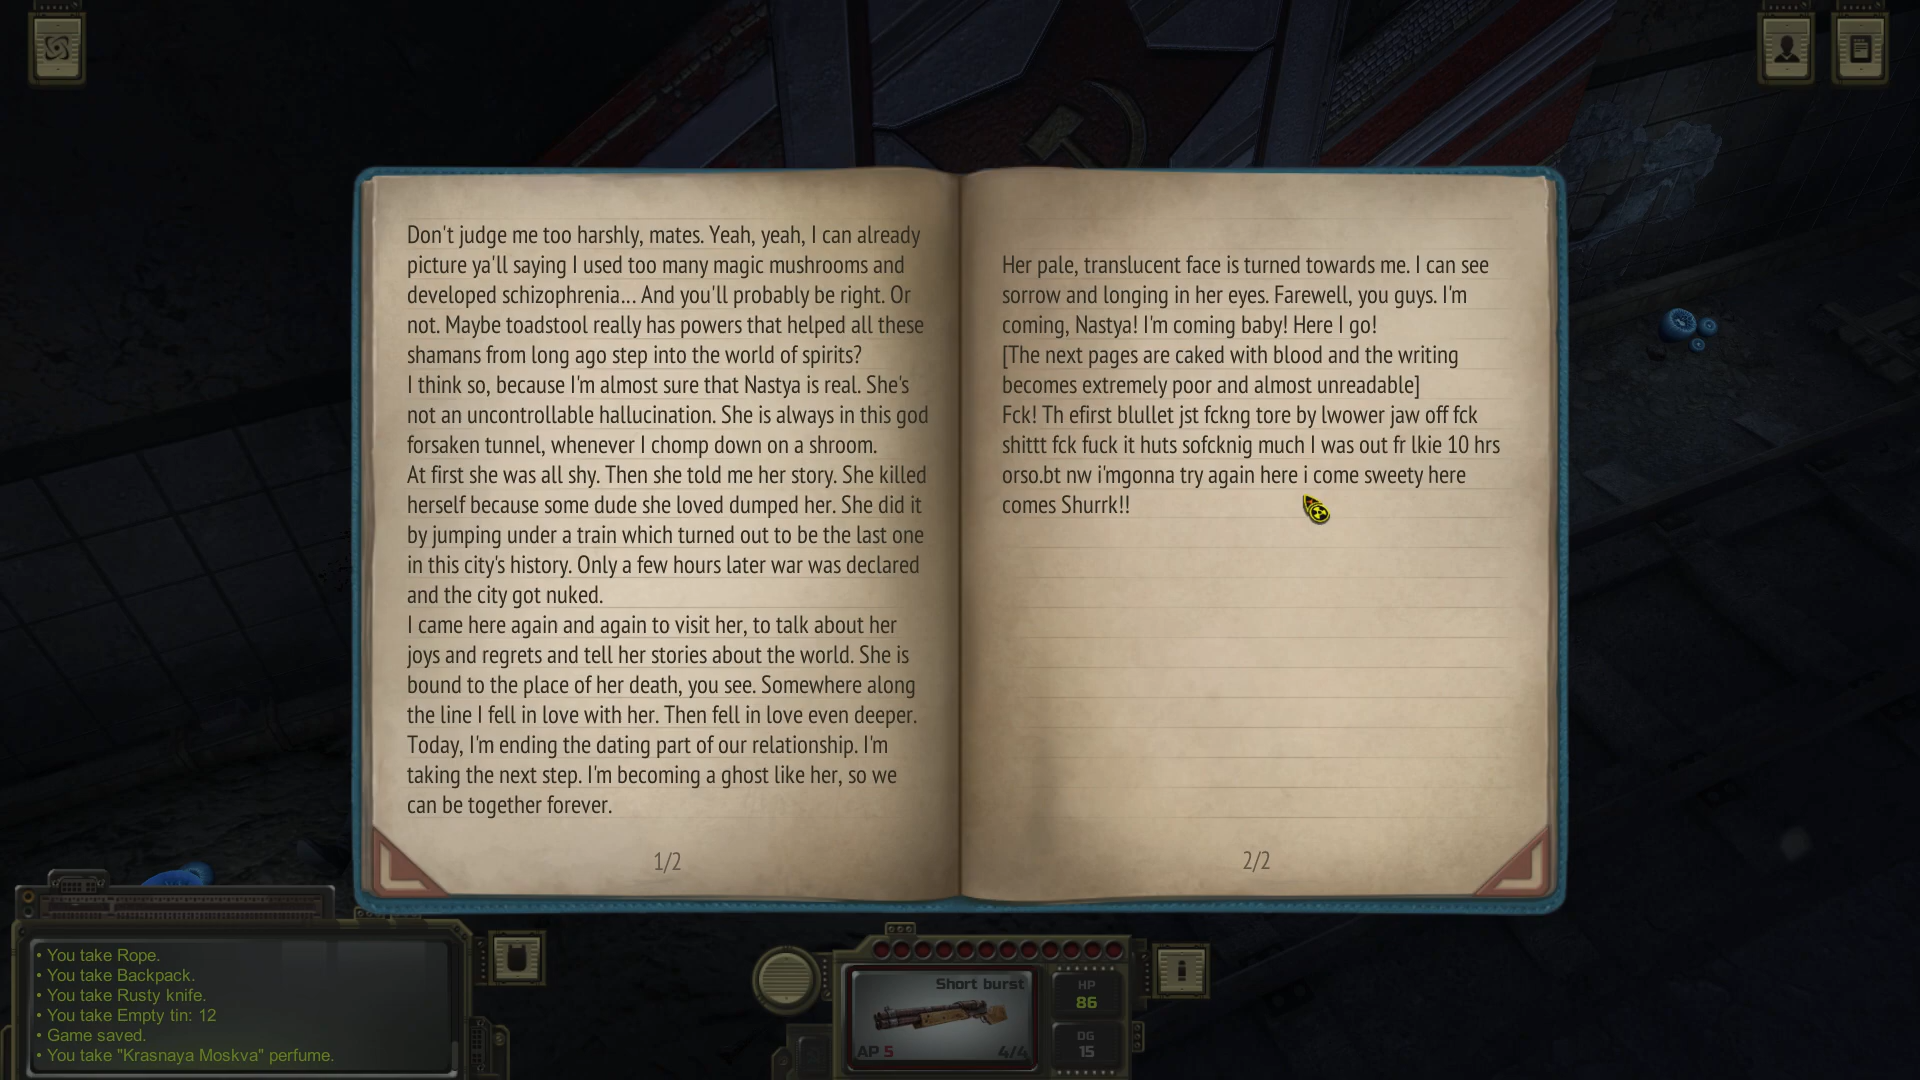 Don't judge me too harshly, mates. Yeah, yeah, I can already
picture ya'll saying I used too many magic mushrooms and
developed schizophrenia... And you'll probably be right. Or
not. Maybe toadstool really has powers that helped all these
shamans from long ago step into the world of spirits?
I think so, because I'm almost sure that Nastya is real. She's
not an uncontrollable hallucination. She is always in this god
forsaken tunnel, whenever I chomp down on a shroom.
At first she was all shy. Then she told me her story. She killed
herself because some dude she loved dumped her. She did it
by jumping under a train which turned out to be the last one
in this city's history. Only a few hours later war was declared
and the city got nuked.
I came here again and again to visit her, to talk about her
joys and regrets and tell her stories about the world. She is
bound to the place of her death, you see. Somewhere along
the line I fell in love with her. Then fell in love even deeper.
Today, I'm ending the dating part of our relationship. I'm
taking the next step. I'm becoming a ghost like her, so we
can be together forever.
1/2
Her pale, translucent face is turned towards me. I can see
sorrow and longing in her eyes. Farewell, you guys. I'm
coming, Nastya! I'm coming baby! Here I go!
[The next pages are caked with blood and the writing
becomes extremely poor and almost unreadable]
Fck! Th efirst blullet jst fckng tore by lwower jaw off fck
shittt fck fuck it huts sofcknig much I was out fr lkie 10 hrs
orso.bt nw i'mgonna try again here i come sweety here
comes Shurrk!!
2/2
• You take Rope.
• You take Backpack.
• You take Rusty knife.
• You take Empty tin: 12
• Game saved.
• You take "Krasnaya Moskva" perfume.
Short burst
AP 5
4/4
HP
86
DG
15